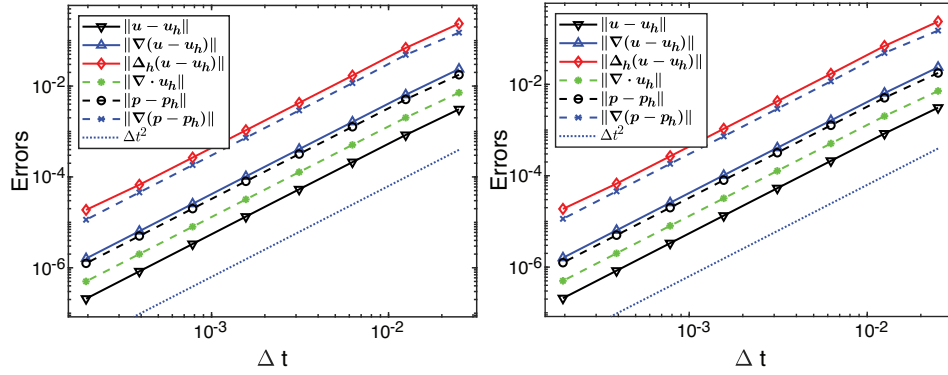 ‖u − u_h‖
‖∇(u − u_h)‖
‖Δ_h(u − u_h)‖
‖∇ · u_h‖
‖p − p_h‖
‖∇(p − p_h)‖
Δt²
Errors
10⁻²
10⁻⁴
10⁻⁶
10⁻³
10⁻²
Δ t
‖u − u_h‖
‖∇(u − u_h)‖
‖Δ_h(u − u_h)‖
‖∇ · u_h‖
‖p − p_h‖
‖∇(p − p_h)‖
Δt²
Errors
10⁻²
10⁻⁴
10⁻⁶
10⁻³
10⁻²
Δ t